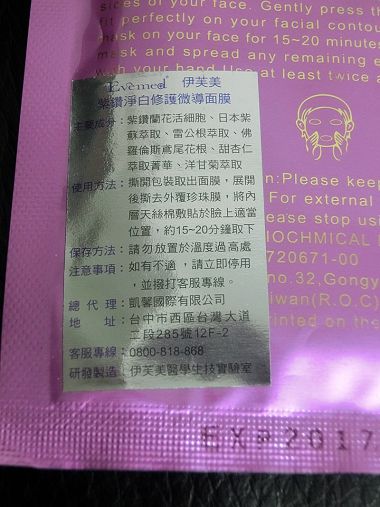 sides of your face. Gently press th
fit perfectly on your facial contou
mask on your face for 15~20 minute
mask and spread any remaining e
with your hand Use at least twice a
Evemed 伊芙美
紫鑽淨白修護微導面膜
主要成分：紫鑽蘭花活細胞、日本紫
蘇萃取、雷公根萃取、佛
羅倫斯鳶尾花根、甜杏仁
萃取菁華、洋甘菊萃取
使用方法：撕開包裝取出面膜，展開
後撕去外覆珍珠膜，將內
層天絲棉敷貼於臉上適當
位置，約15~20分鐘取下
保存方法：請勿放置於溫度過高處
注意事項：如有不適，請立即停用
，並撥打客服專線。
總代理：凱馨國際有限公司
地址：台中市西區台灣大道
二段285號12F-2
客服專線：0800-818-868
研發製造：伊芙美醫學生技實驗室
n:Please kee
For external
ease stop us
IOCHMICAL
720671-00
no.32,Gongy
iwan(R.O.C)
rinted on the
EXP 2017